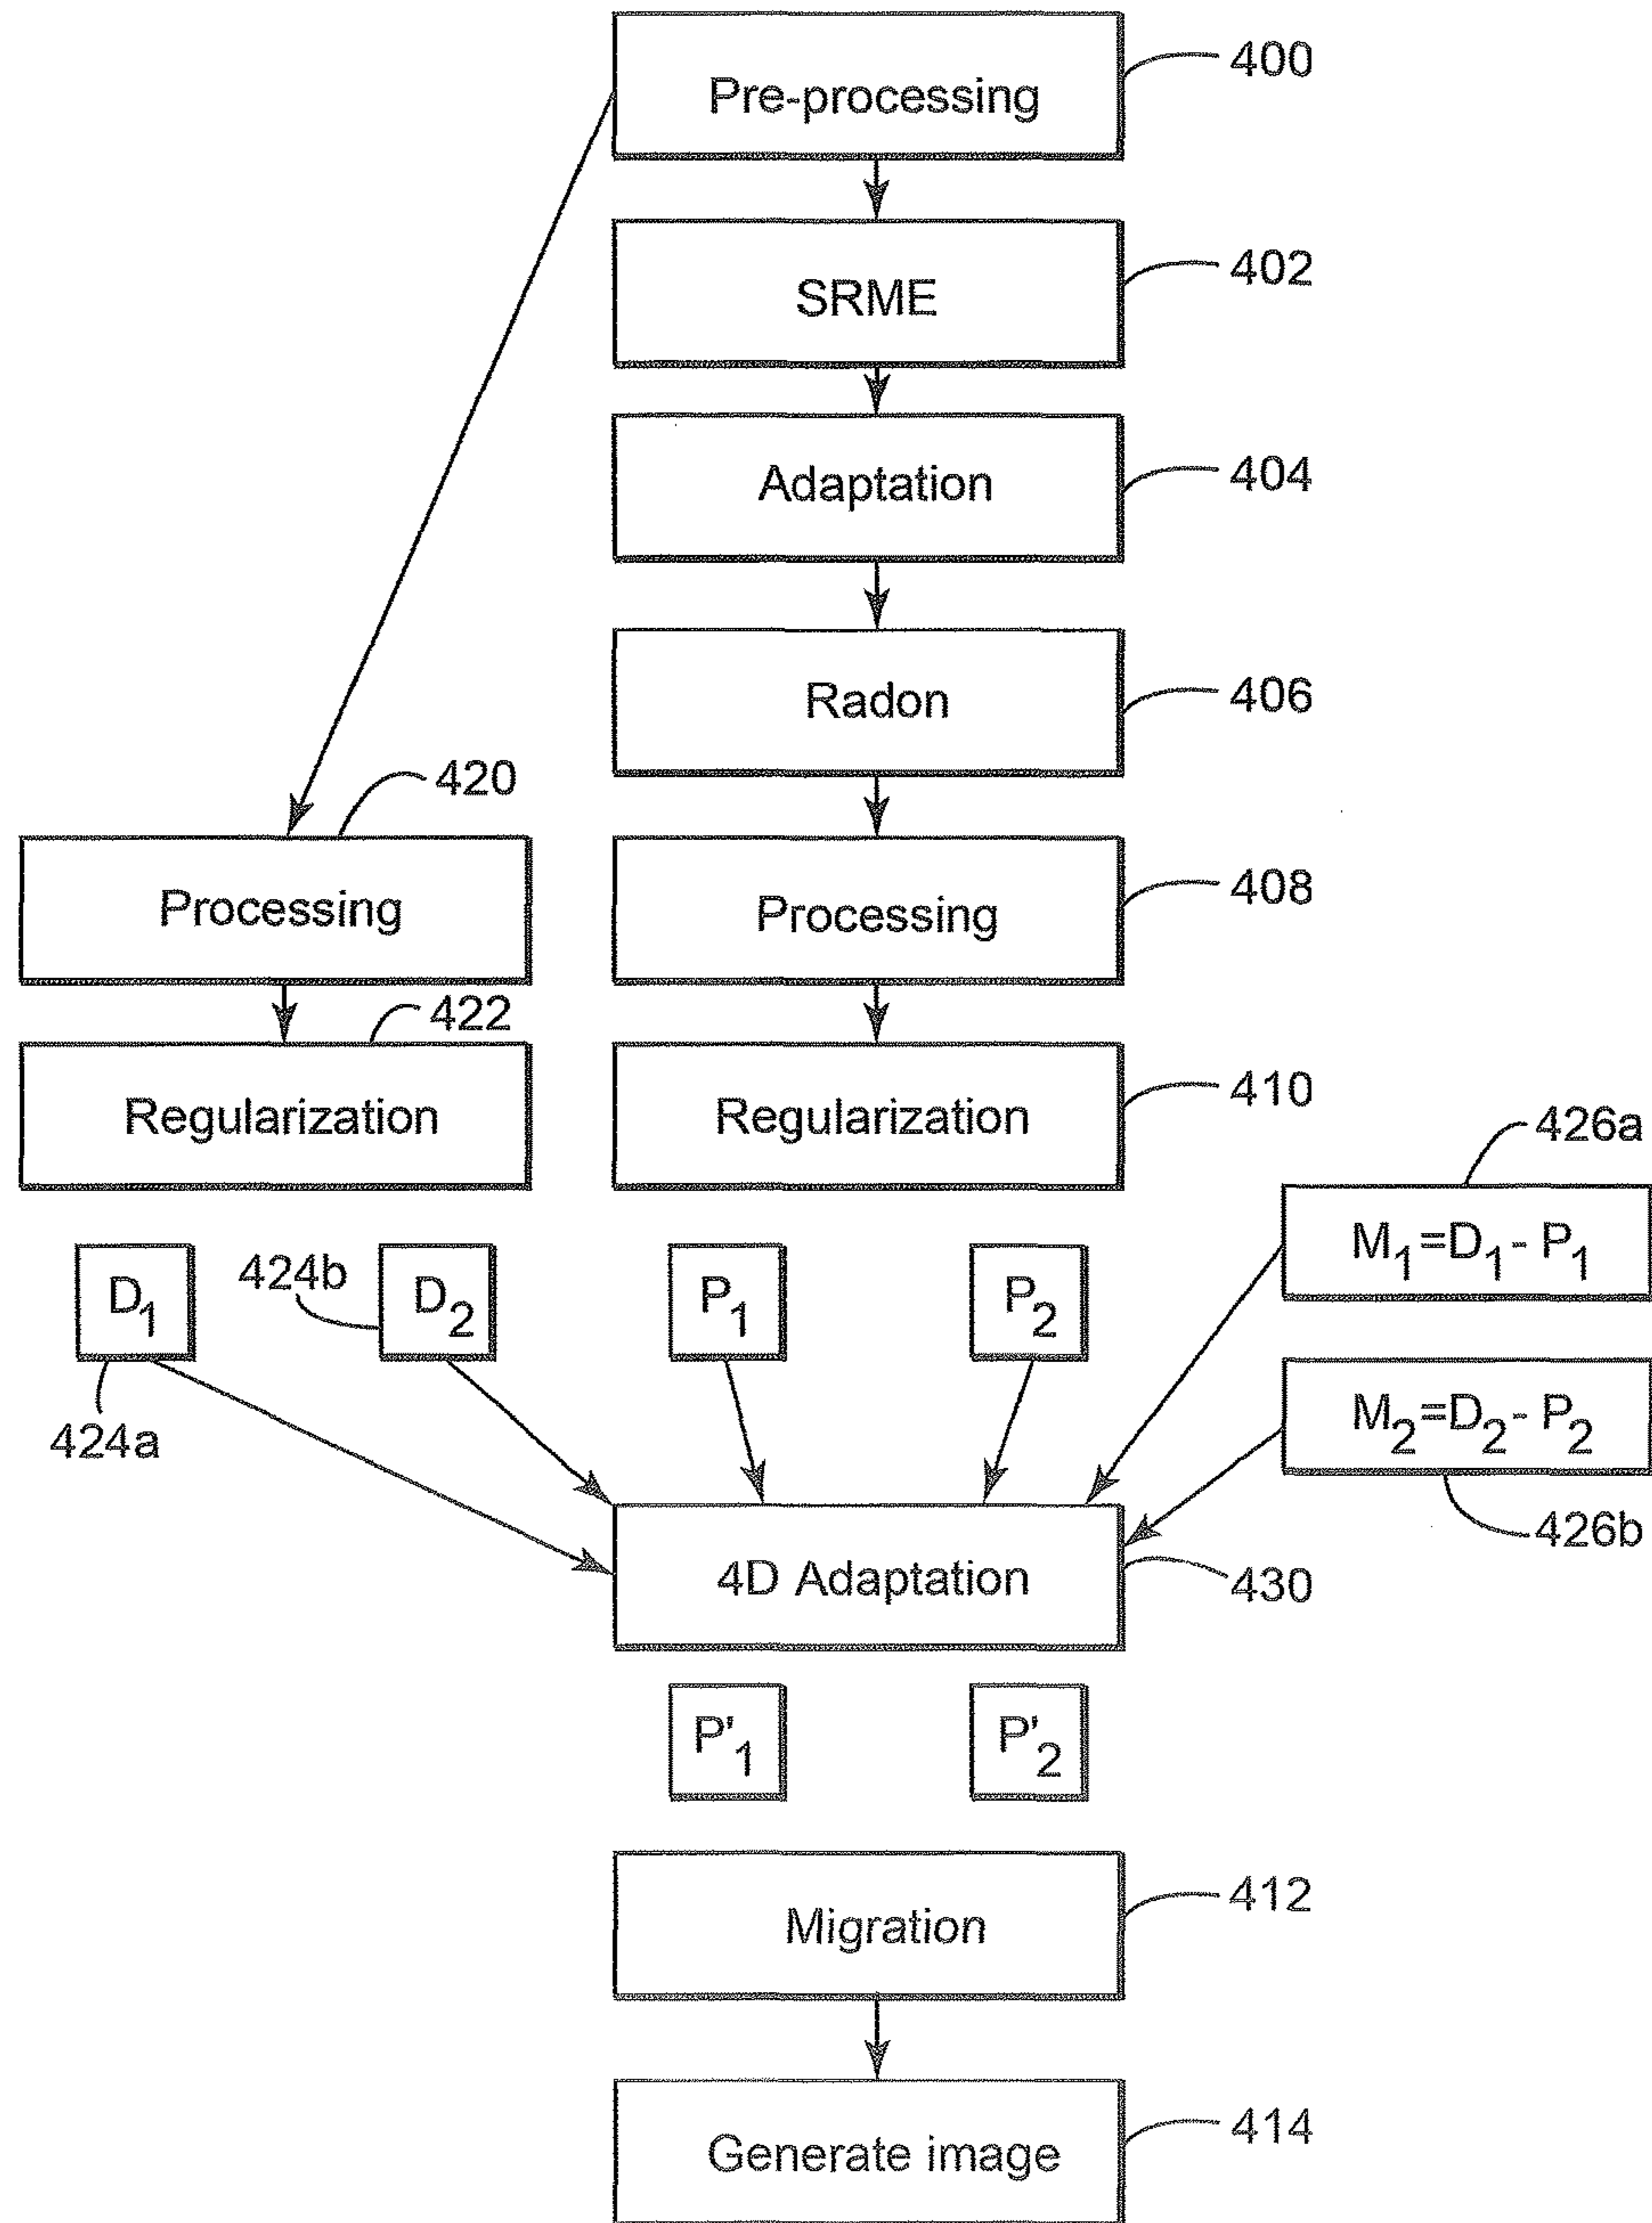 Pre-processing
400
SRME
402
Adaptation
404
Radon
406
420
Processing
Processing
408
422
Regularization
Regularization
410
426a
M1=D1- P1
D1
424b
D2
P1
P2
424a
M2=D2- P2
426b
4D Adaptation
430
P'1
P'2
Migration
412
Generate image
414